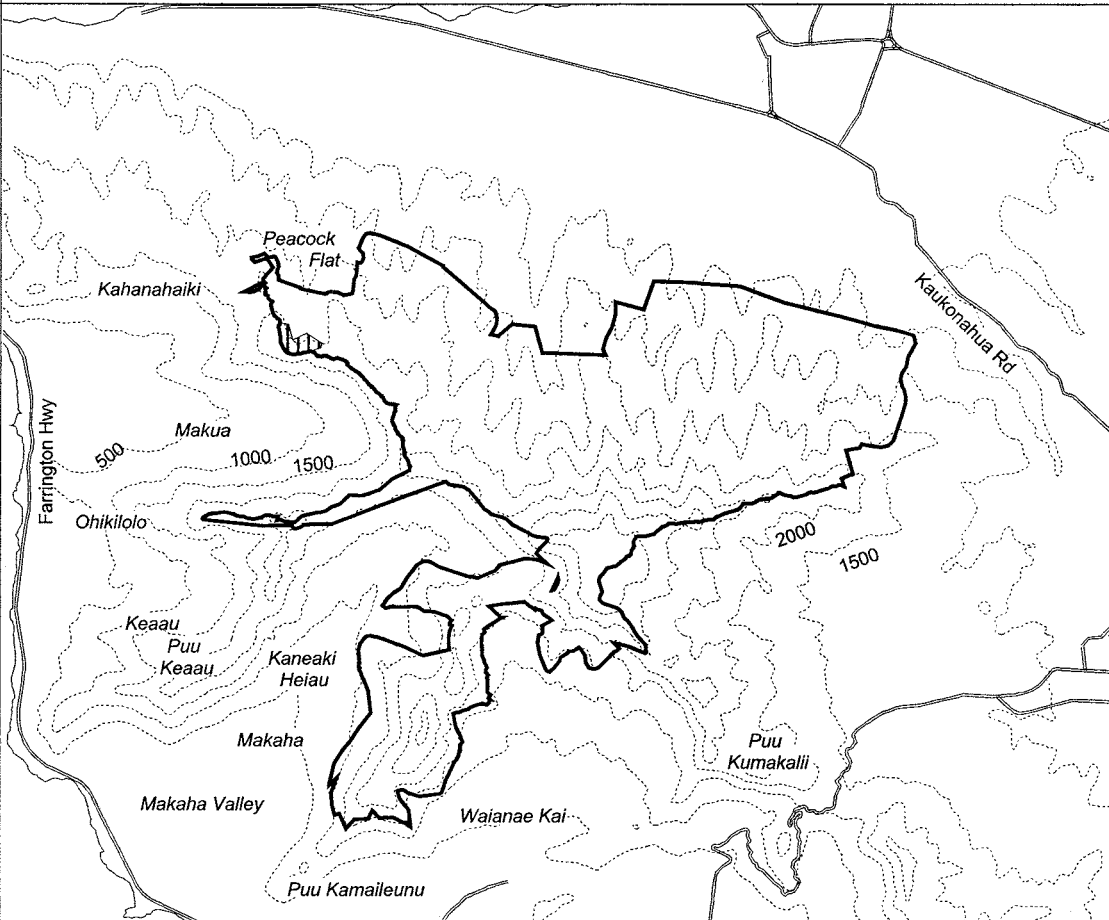 Peacock
Flat
Kahanahaiki
Kaukonahua Rd
Farrington Hwy
Makua
500
1000
1500
Ohikilolo
2000
1500
Keaau
Puu
Keaau
Kaneaki
Heiau
Makaha
Puu
Kumakalii
Makaha Valley
Waianae Kai
Puu Kamaileunu